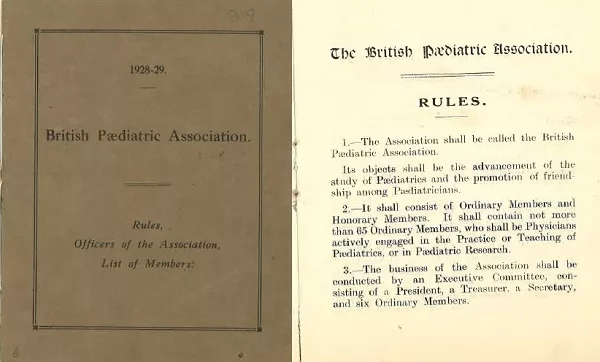 1928-29.
British Pædiatric Association.
Rules,
Officers of the Association,
List of Members.
The British Pædiatric Association.
RULES.
1.—The Association shall be called the British
Pædiatric Association.
Its objects shall be the advancement of the
study of Pædiatrics and the promotion of friend-
ship among Pædiatricians.
2.—It shall consist of Ordinary Members and
Honorary Members. It shall contain not more
than 65 Ordinary Members, who shall be Physicians
actively engaged in the Practice or Teaching of
Pædiatrics, or in Pædiatric Research.
3.—The business of the Association shall be
conducted by an Executive Committee, con-
sisting of a President, a Treasurer, a Secretary,
and six Ordinary Members.